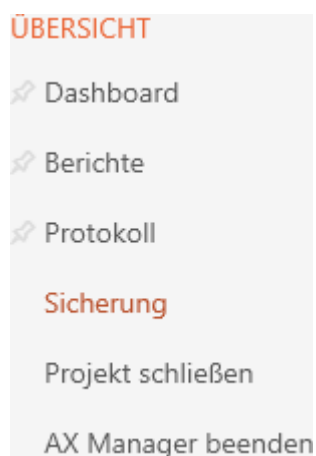 ÜBERSICHT
Dashboard
Berichte
Protokoll
Sicherung
Projekt schließen
AX Manager beenden